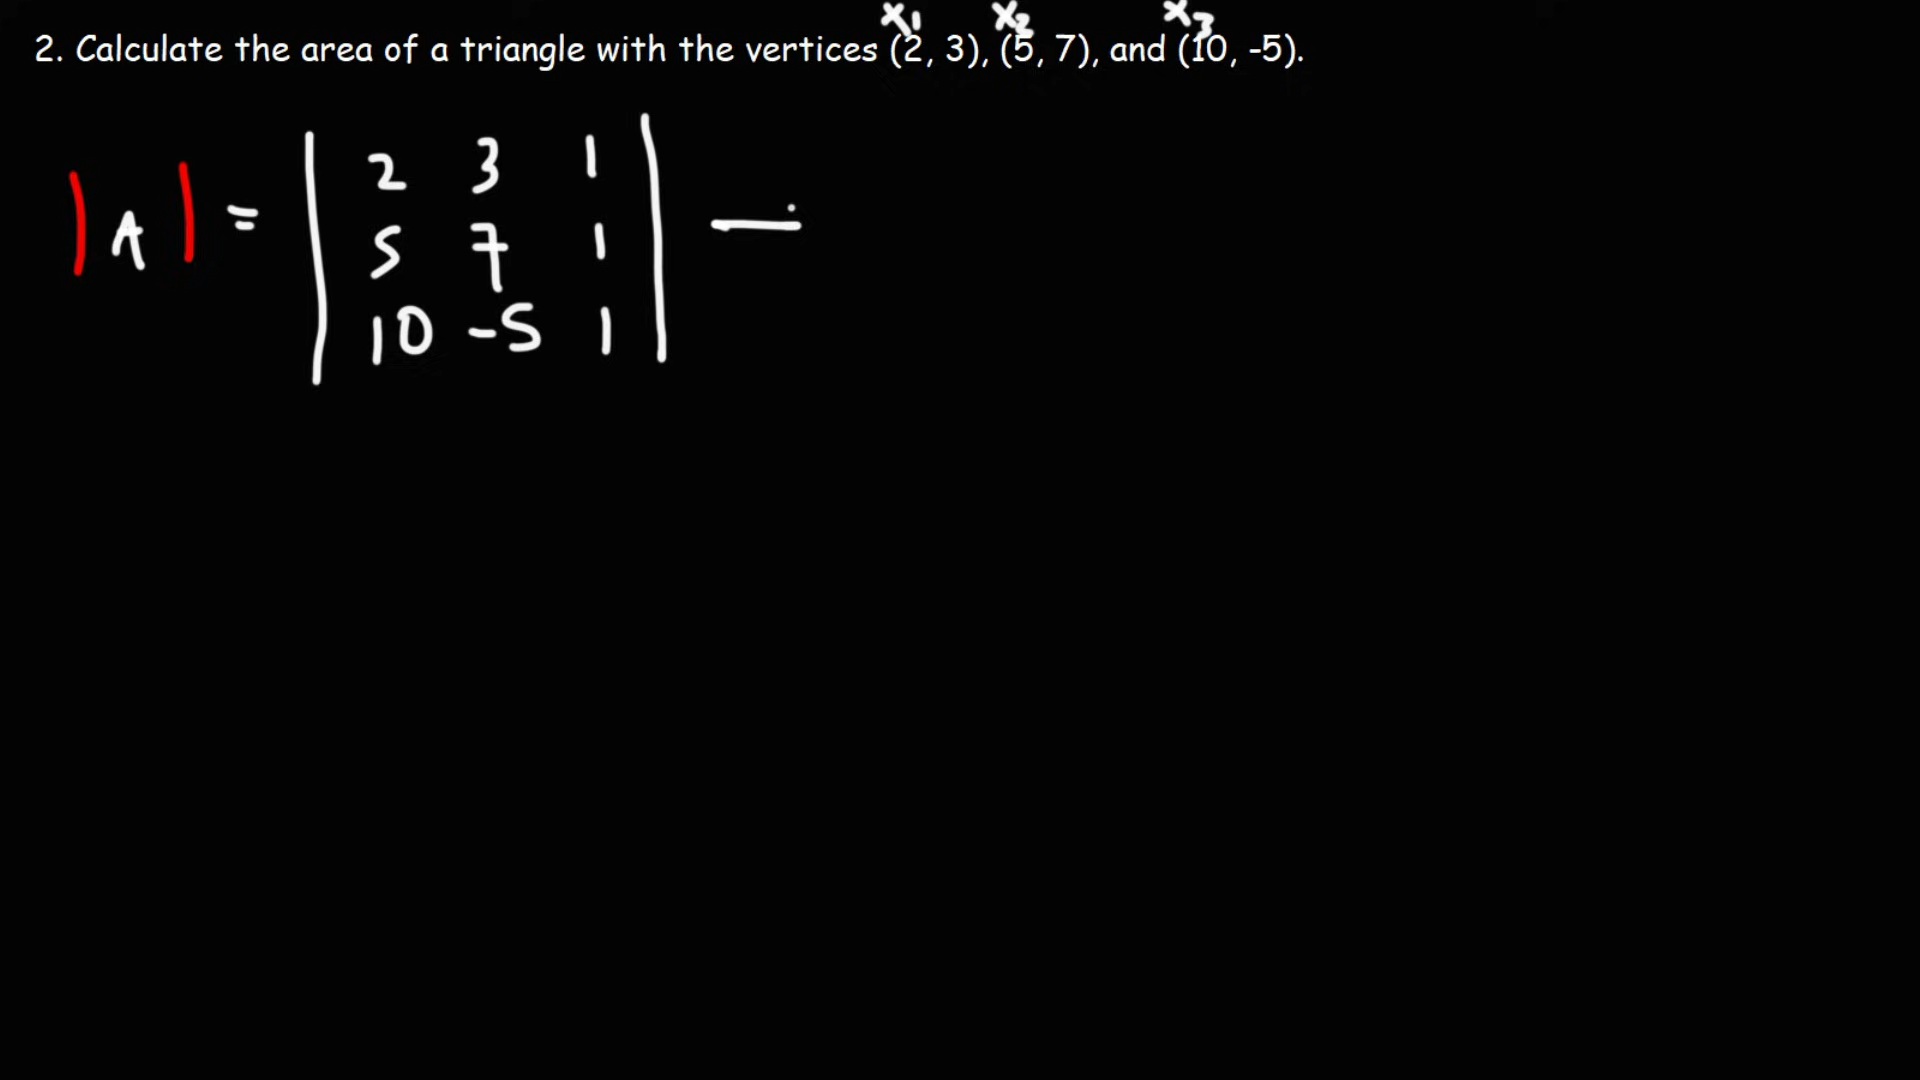 x1 x2 x3
2. Calculate the area of a triangle with the vertices (2, 3), (5, 7), and (10, -5).
|A| = | 2 3 1 | —
5 7 1
10 -5 1